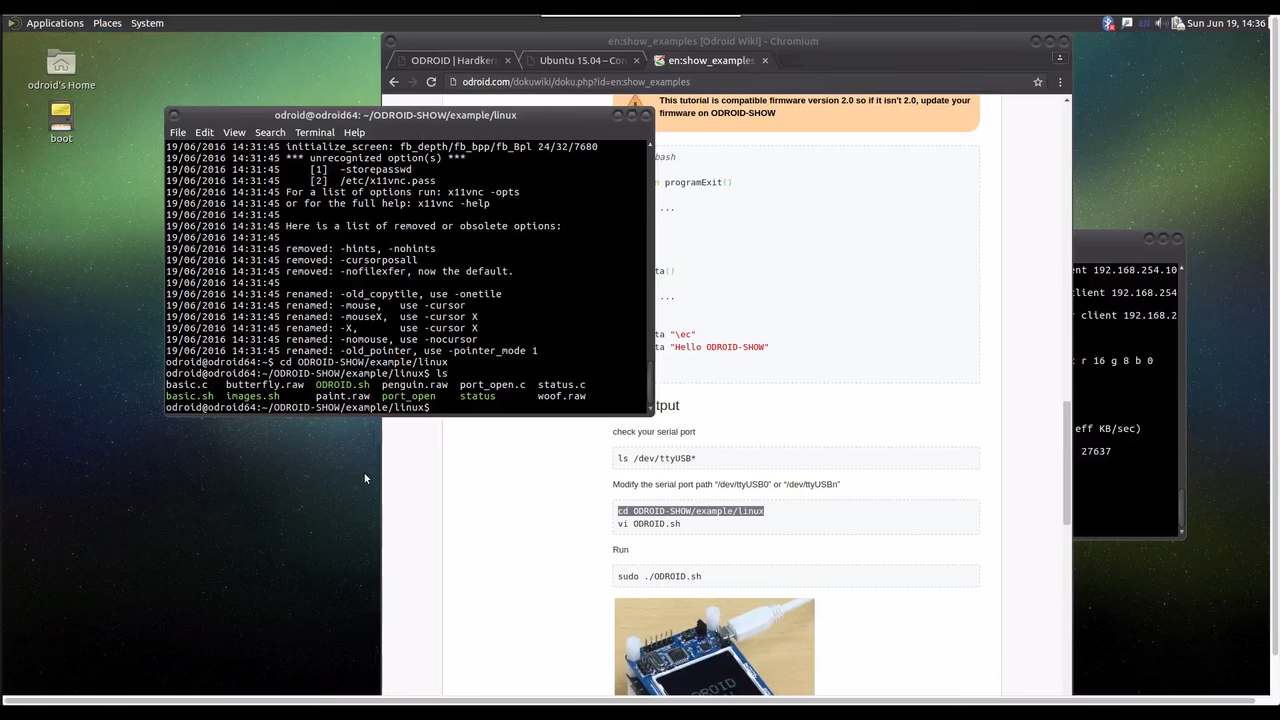 Applications Places System
EN
Sun Jun 19, 14:36
odroid's Home
boot
en:show_examples [Odroid Wiki] - Chromium
ODROID | Hardkern
Ubuntu 15.04 – Con
en:show_examples
odroid.com/dokuwiki/doku.php?id=en:show_examples
This tutorial is compatible firmware version 2.0 so if it isn't 2.0, update your
firmware on ODROID-SHOW
odroid@odroid64: ~/ODROID-SHOW/example/linux
File Edit View Search Terminal Help
initialize_screen: fb_depth/fb_bpp/fb_Bpl 24/32/7680
19/06/2016 14:31:45 *** unrecognized option(s) ***
19/06/2016 14:31:45 [1] -storepasswd
19/06/2016 14:31:45 [2] /etc/x11vnc.pass
19/06/2016 14:31:45 For a list of options run: x11vnc -opts
19/06/2016 14:31:45 or for the full help: x11vnc -help
19/06/2016 14:31:45
19/06/2016 14:31:45 Here is a list of removed or obsolete options:
19/06/2016 14:31:45
19/06/2016 14:31:45 removed: -hints, -nohints
19/06/2016 14:31:45 removed: -cursorposall
19/06/2016 14:31:45 removed: -nofilexfer, now the default.
19/06/2016 14:31:45
19/06/2016 14:31:45 renamed: -old_copytile, use -onetile
19/06/2016 14:31:45 renamed: -mouse, use -cursor
19/06/2016 14:31:45 renamed: -mouseX, use -cursor X
19/06/2016 14:31:45 renamed: -X, use -cursor X
19/06/2016 14:31:45 renamed: -nomouse, use -nocursor
19/06/2016 14:31:45 renamed: -old_pointer, use -pointer_mode 1
odroid@odroid64:~$ cd ODROID-SHOW/example/linux
odroid@odroid64:~/ODROID-SHOW/example/linux$ ls
basic.c butterfly.raw ODROID.sh penguin.raw port_open.c status.c
basic.sh images.sh paint.raw port_open status woof.raw
odroid@odroid64:~/ODROID-SHOW/example/linux$
bash
n programExit()
...
ta()
...
ta "\ec"
ta "Hello ODROID-SHOW"
utput
check your serial port
ls /dev/ttyUSB*
Modify the serial port path “/dev/ttyUSB0” or “/dev/ttyUSBn”
cd ODROID-SHOW/example/linux
vi ODROID.sh
Run
sudo ./ODROID.sh
ODROID
ent 192.168.254.10
client 192.168.254
r client 192.168.2
t r 16 g 8 b 0
eff KB/sec)
27637